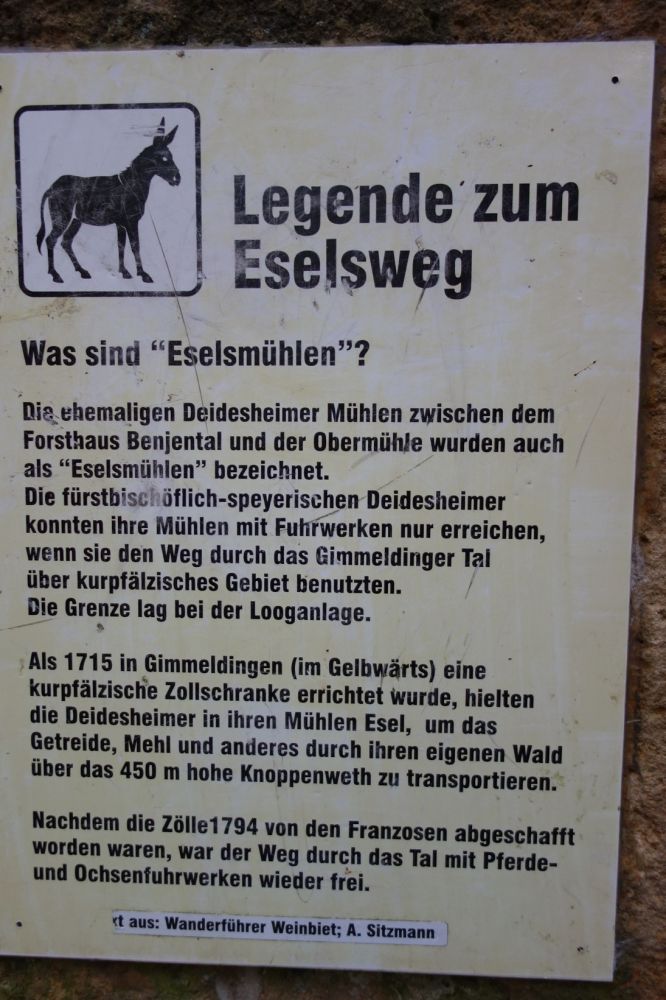 Legende zum
Eselsweg
Was sind “Eselsmühlen”?
Die ehemaligen Deidesheimer Mühlen zwischen dem
Forsthaus Benjental und der Obermühle wurden auch
als “Eselsmühlen” bezeichnet.
Die fürstbischöflich-speyerischen Deidesheimer
konnten ihre Mühlen mit Fuhrwerken nur erreichen,
wenn sie den Weg durch das Gimmeldinger Tal
über kurpfälzisches Gebiet benutzten.
Die Grenze lag bei der Looganlage.
Als 1715 in Gimmeldingen (im Gelbwärts) eine
kurpfälzische Zollschranke errichtet wurde, hielten
die Deidesheimer in ihren Mühlen Esel, um das
Getreide, Mehl und anderes durch ihren eigenen Wald
über das 450 m hohe Knoppenweth zu transportieren.
Nachdem die Zölle1794 von den Franzosen abgeschafft
worden waren, war der Weg durch das Tal mit Pferde-
und Ochsenfuhrwerken wieder frei.
aus: Wanderführer Weinbiet; A. Sitzmann